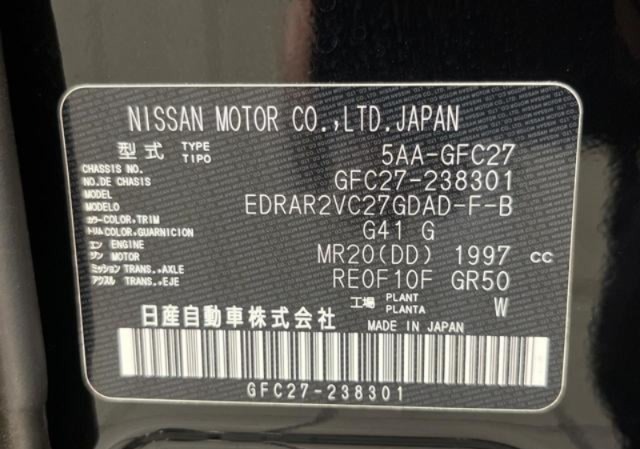 NISSAN MOTOR CO.,LTD.JAPAN
型式 TYPE TIPO 5AA-GFC27
CHASSIS NO. NO.DE CHASIS GFC27-238301
MODEL MODELO EDRAR2VC27GDAD-F-B
カラー COLOR,TRIM トリム COLOR,GUARNICION G41 G
エンジン ENGINE MOTOR MR20(DD) 1997 cc
ミッション TRANS.,AXLE アクスル TRANS.,EJE RE0F10F GR50
工場 PLANT PLANTA W
日産自動車株式会社 MADE IN JAPAN
GFC27-238301